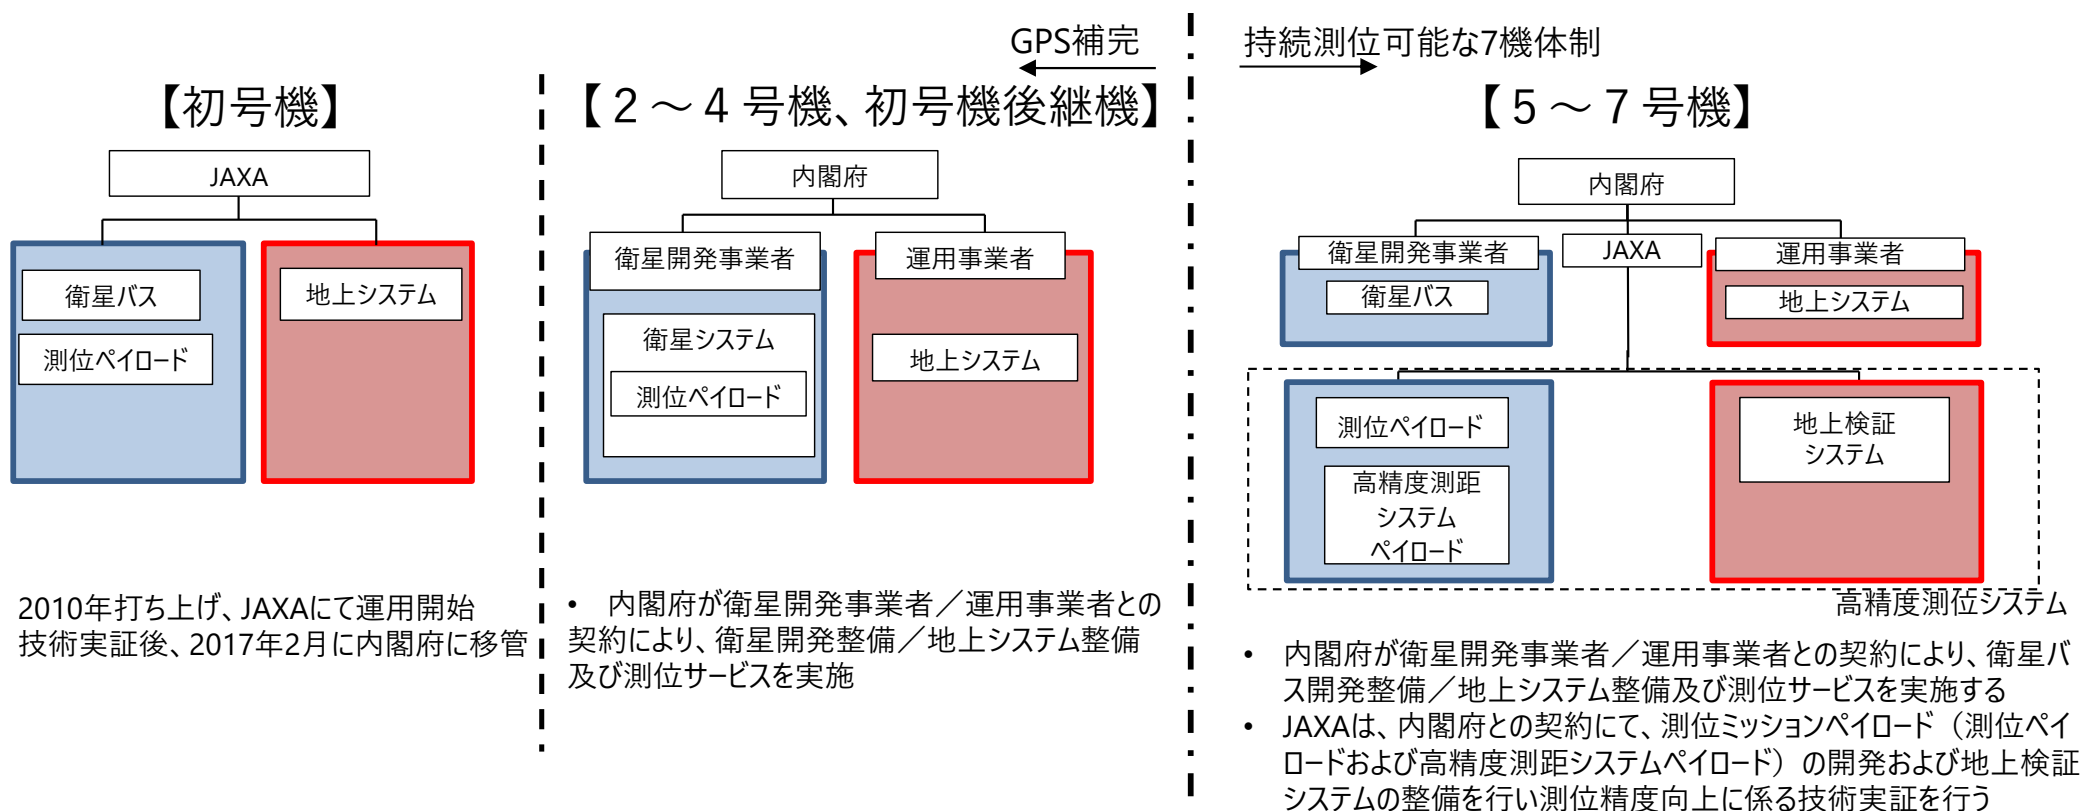 GPS補完
持続測位可能な7機体制
【初号機】
JAXA
衛星バス
測位ペイロード
地上システム
2010年打ち上げ、JAXAにて運用開始
技術実証後、2017年2月に内閣府に移管
【２～４号機、初号機後継機】
内閣府
衛星開発事業者
運用事業者
衛星システム
測位ペイロード
地上システム
• 内閣府が衛星開発事業者／運用事業者との
契約により、衛星開発整備／地上システム整備
及び測位サービスを実施
【５～７号機】
内閣府
衛星開発事業者
JAXA
運用事業者
衛星バス
地上システム
測位ペイロード
高精度測距
システム
ペイロード
地上検証
システム
高精度測位システム
• 内閣府が衛星開発事業者／運用事業者との契約により、衛星バ
ス開発整備／地上システム整備及び測位サービスを実施する
• JAXAは、内閣府との契約にて、測位ミッションペイロード（測位ペイ
ロードおよび高精度測距システムペイロード）の開発および地上検証
システムの整備を行い測位精度向上に係る技術実証を行う